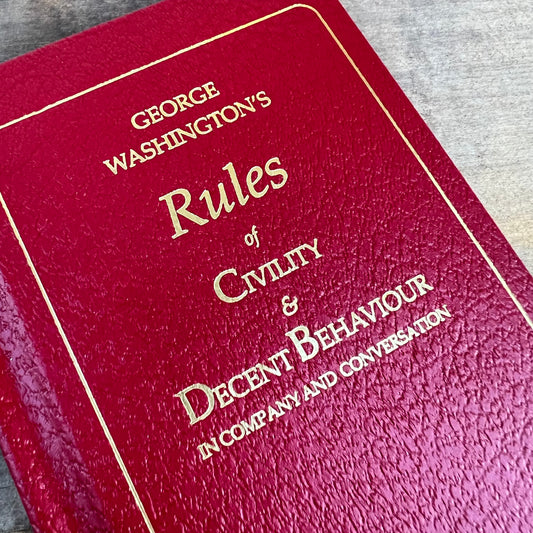 GEORGE
WASHINGTON'S
Rules
of
CIVILITY
&
DECENT BEHAVIOUR
IN COMPANY AND CONVERSATION